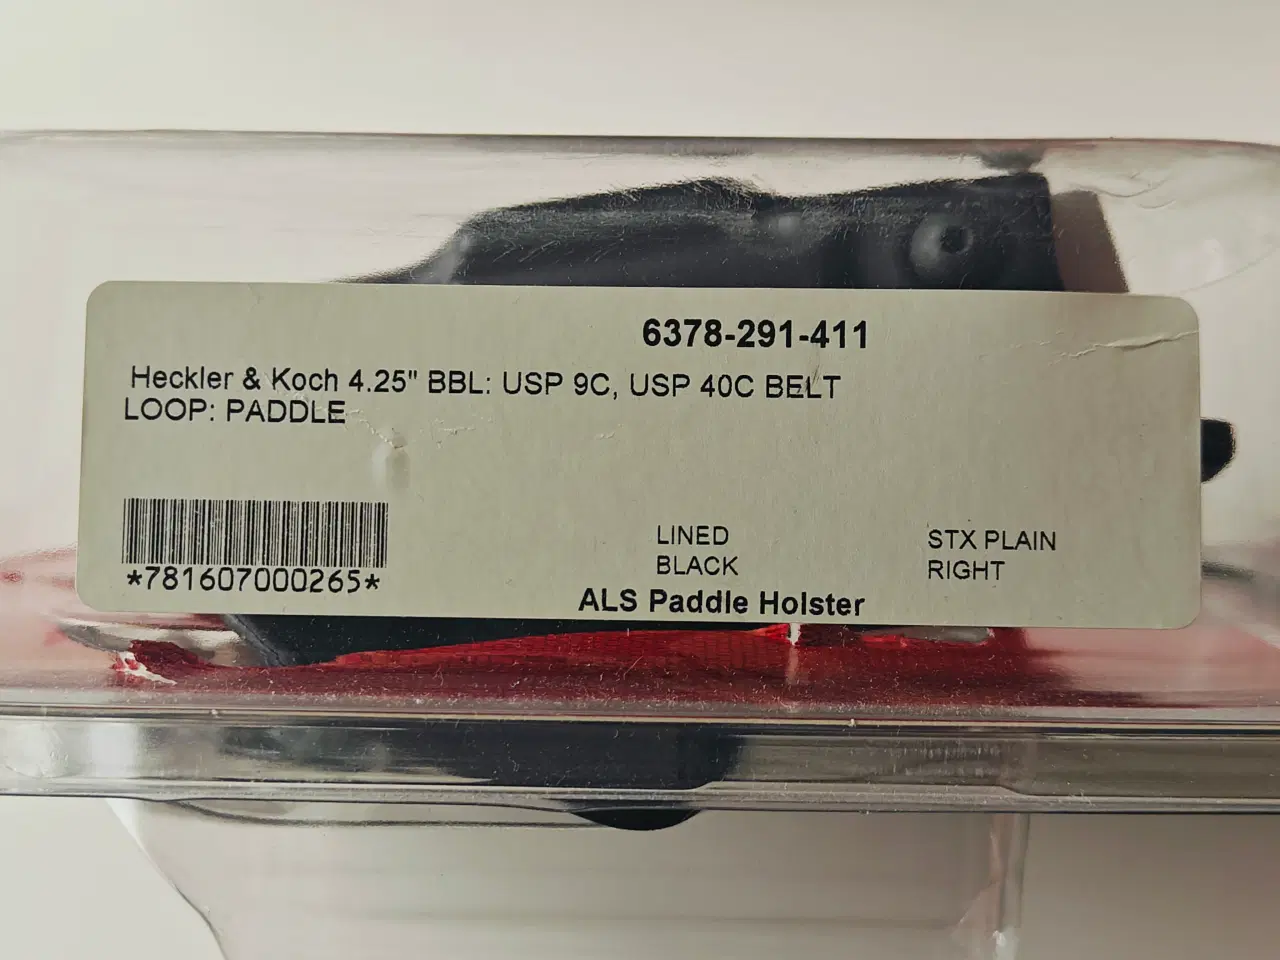 6378-291-411
Heckler & Koch 4.25" BBL: USP 9C, USP 40C BELT
LOOP: PADDLE
*781607000265*
LINED
BLACK
STX PLAIN
RIGHT
ALS Paddle Holster